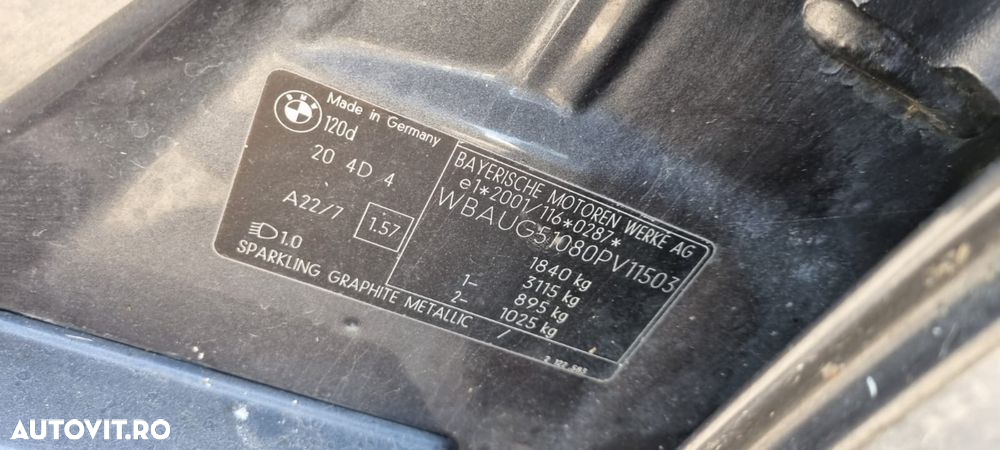 BMW
Made in Germany
120d
20 4D 4
A22/7
1.57
1.0
SPARKLING GRAPHITE METALLIC /
BAYERISCHE MOTOREN WERKE AG
e1*2001/116*0287*
WBAUG51080PV11503
1840 kg
3115 kg
1– 895 kg
2– 1025 kg
AUTOVIT.RO